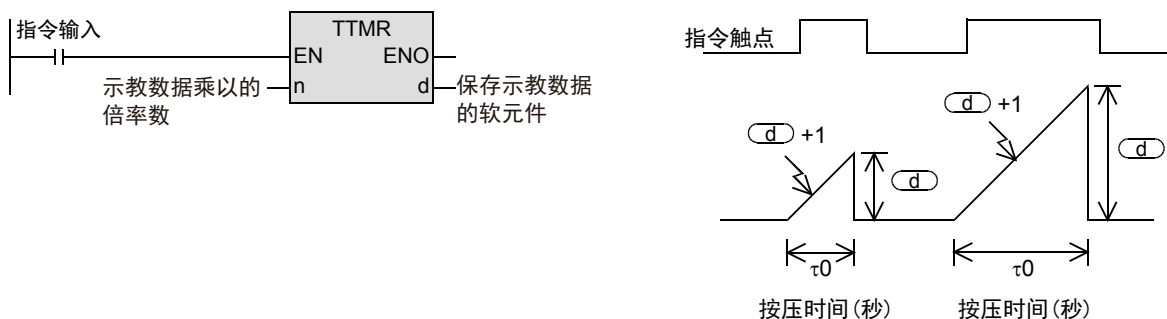 指令输入
TTMR
EN ENO
示教数据乘以的
倍率数
n d
保存示教数据
的软元件
指令触点
d +1
d
d +1
d
τ0
τ0
按压时间(秒)
按压时间(秒)